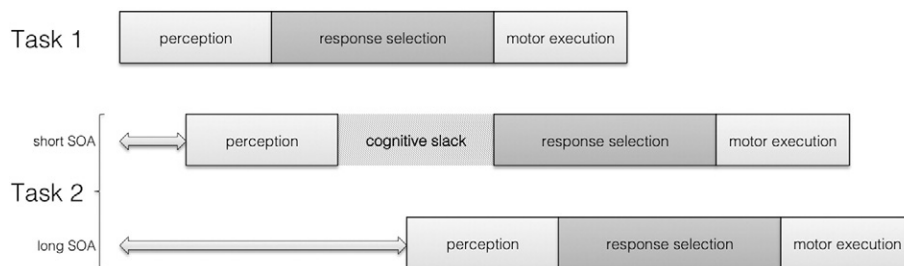 Task 1
perception response selection motor execution
short SOA
perception cognitive slack response selection motor execution
Task 2
long SOA
perception response selection motor execution